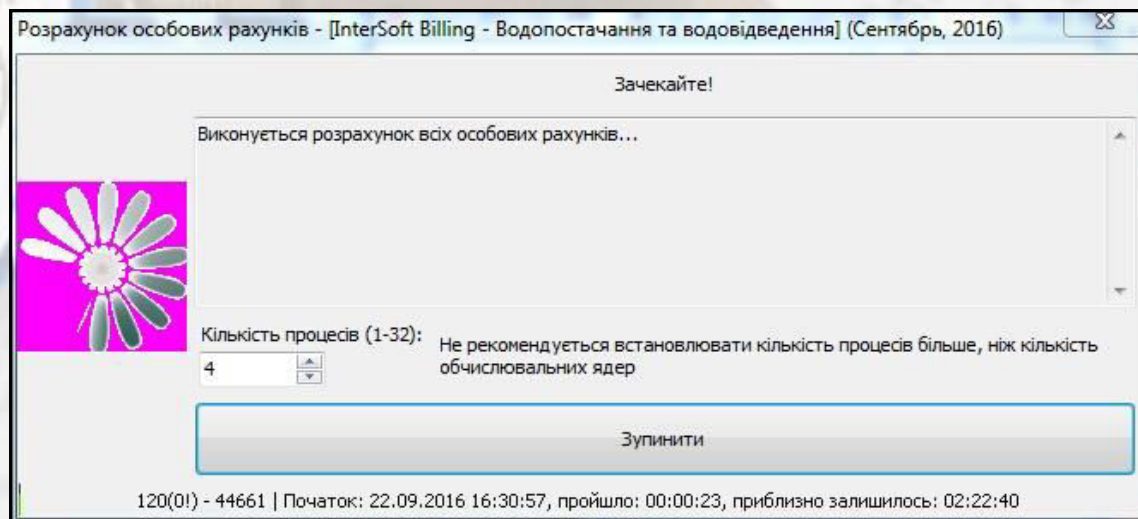 Розрахунок особових рахунків - [InterSoft Billing - Водопостачання та водовідведення] (Сентябрь, 2016)
Зачекайте!
Виконується розрахунок всіх особових рахунків...
Кількість процесів (1-32):
4
Не рекомендується встановлювати кількість процесів більше, ніж кількість
обчислювальних ядер
Зупинити
120(0!) - 44661 | Початок: 22.09.2016 16:30:57, пройшло: 00:00:23, приблизно залишилось: 02:22:40